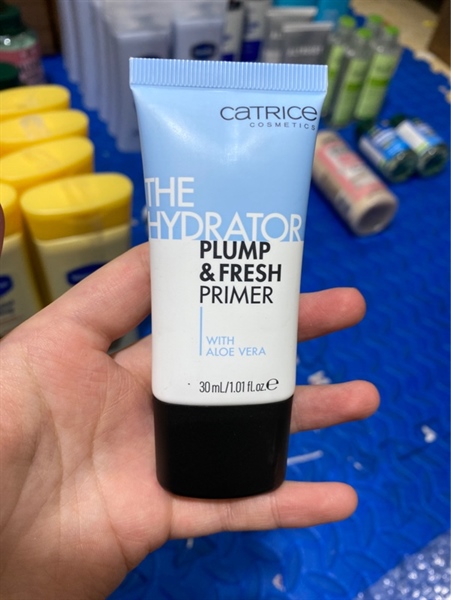 CATRICE
COSMETICS
THE
HYDRATOR
PLUMP
& FRESH
PRIMER
WITH
ALOE VERA
30 mL/1.01 fl.oz.℮